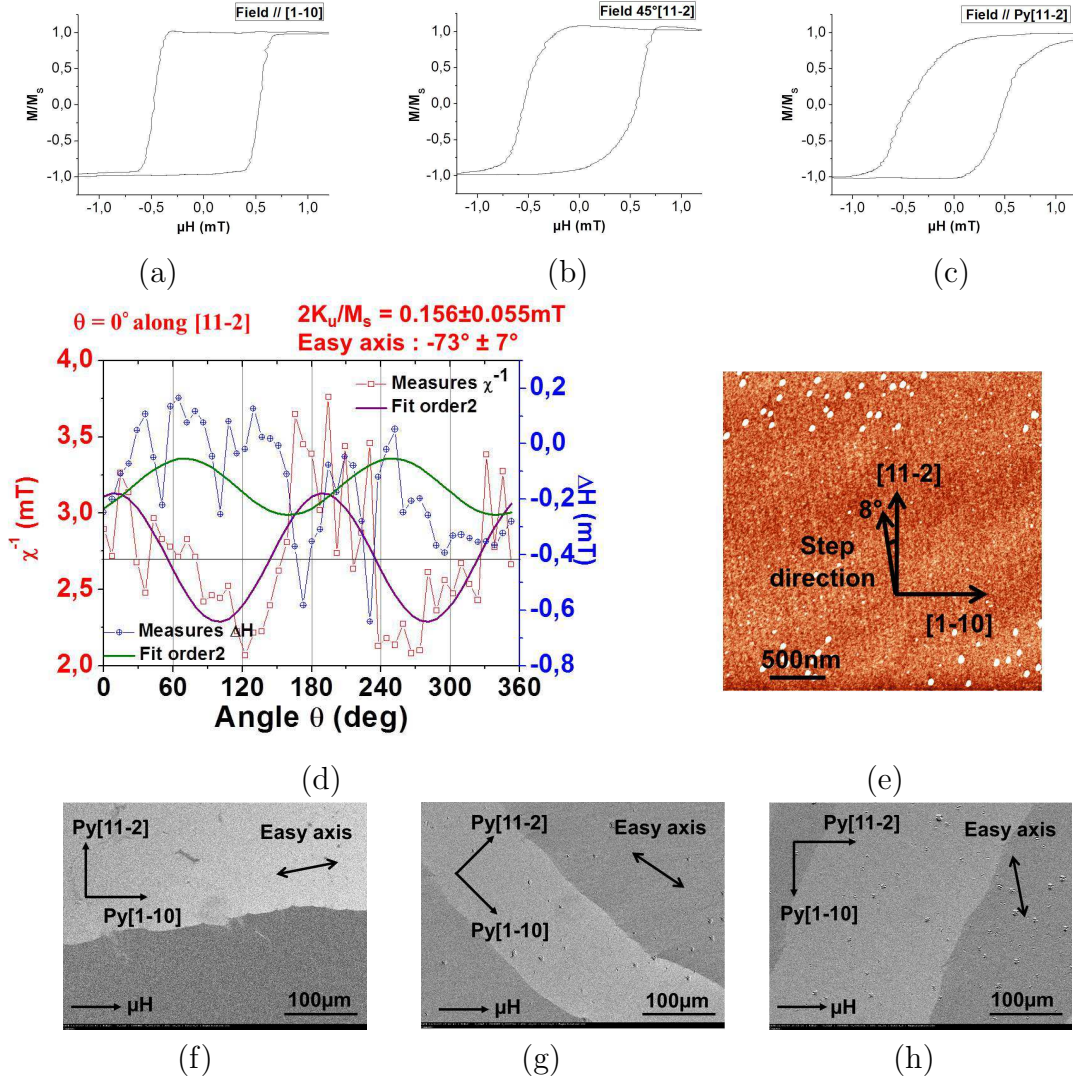 Field // [1-10]
1,0
0,5
0,0
-0,5
-1,0
M/Ms
-1,0 -0,5 0,0 0,5 1,0
µH (mT)
(a)
Field 45°[11-2]
1,0
0,5
0,0
-0,5
-1,0
M/Ms
-1,0 -0,5 0,0 0,5 1,0
µH (mT)
(b)
Field // Py[11-2]
1,0
0,5
0,0
-0,5
-1,0
M/Ms
-1,0 -0,5 0,0 0,5 1,0
µH (mT)
(c)
θ = 0° along [11-2]
2Ku/Ms = 0.156±0.055mT
Easy axis : -73° ± 7°
4,0
3,5
3,0
2,5
2,0
χ-1 (mT)
Measures χ-1
Fit order2
Measures ΔH
Fit order2
0,2
0,0
-0,2
-0,4
-0,6
-0,8
ΔH (mT)
0 60 120 180 240 300 360
Angle θ (deg)
(d)
[11-2]
8°
Step
direction
[1-10]
500nm
(e)
Py[11-2]
Easy axis
Py[1-10]
µH
100µm
(f)
Py[11-2]
Easy axis
Py[1-10]
µH
100µm
(g)
Py[11-2]
Easy axis
Py[1-10]
µH
100µm
(h)